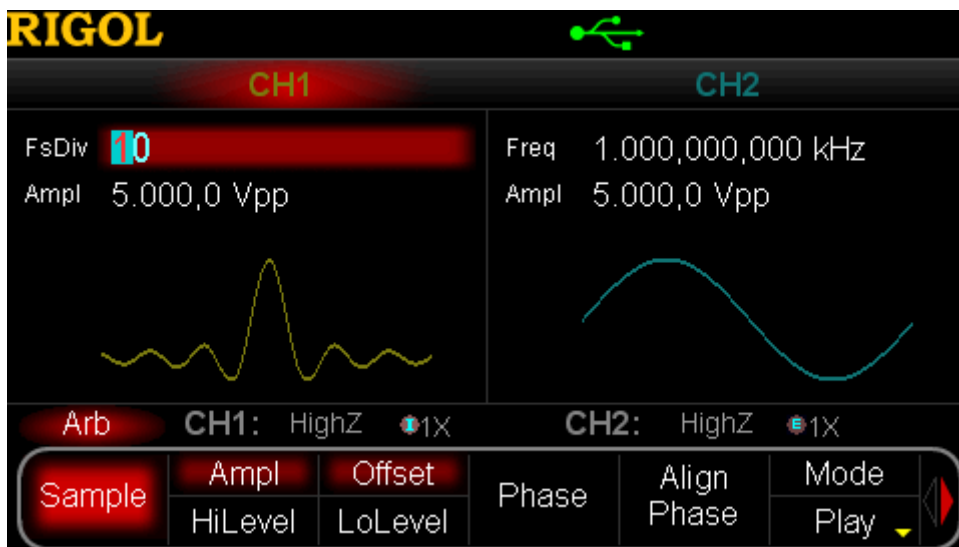 RIGOL
CH1 CH2
FsDiv 10 Freq 1.000,000,000 kHz
Ampl 5.000,0 Vpp Ampl 5.000,0 Vpp
Arb CH1: HighZ I 1X CH2: HighZ E 1X
Sample Ampl Offset Phase Align Phase Mode
HiLevel LoLevel Play